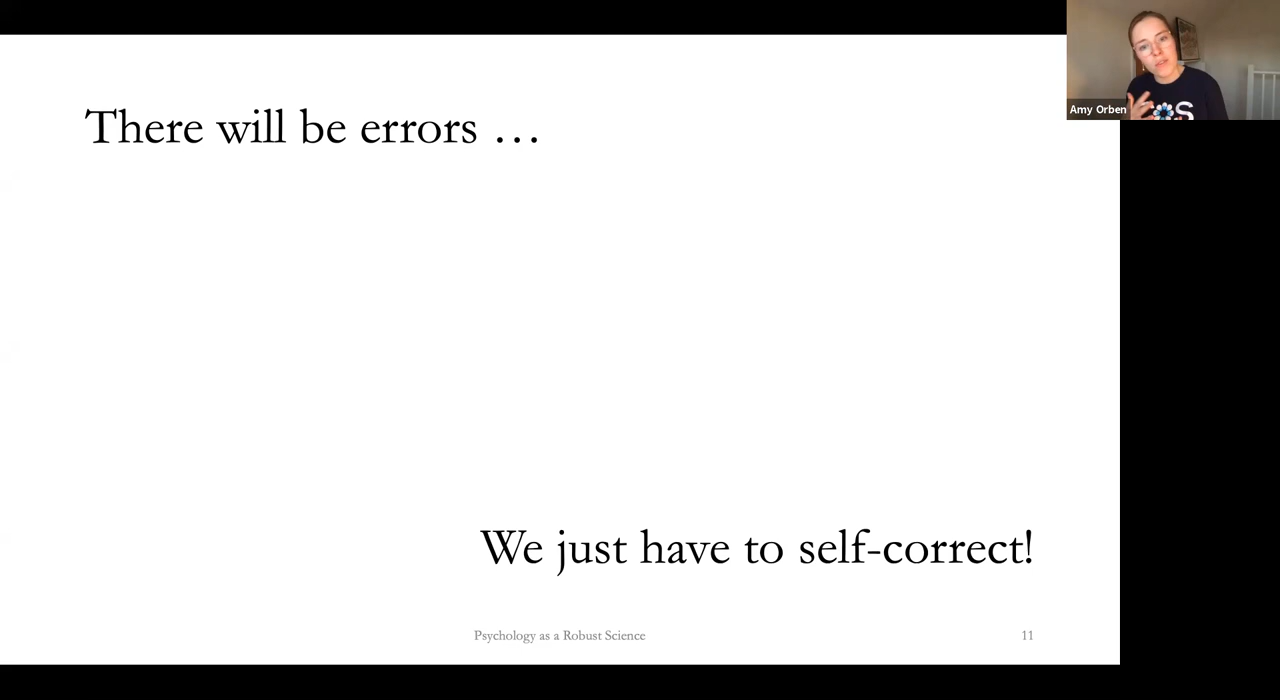 There will be errors …
Amy Orben
We just have to self-correct!
Psychology as a Robust Science
11